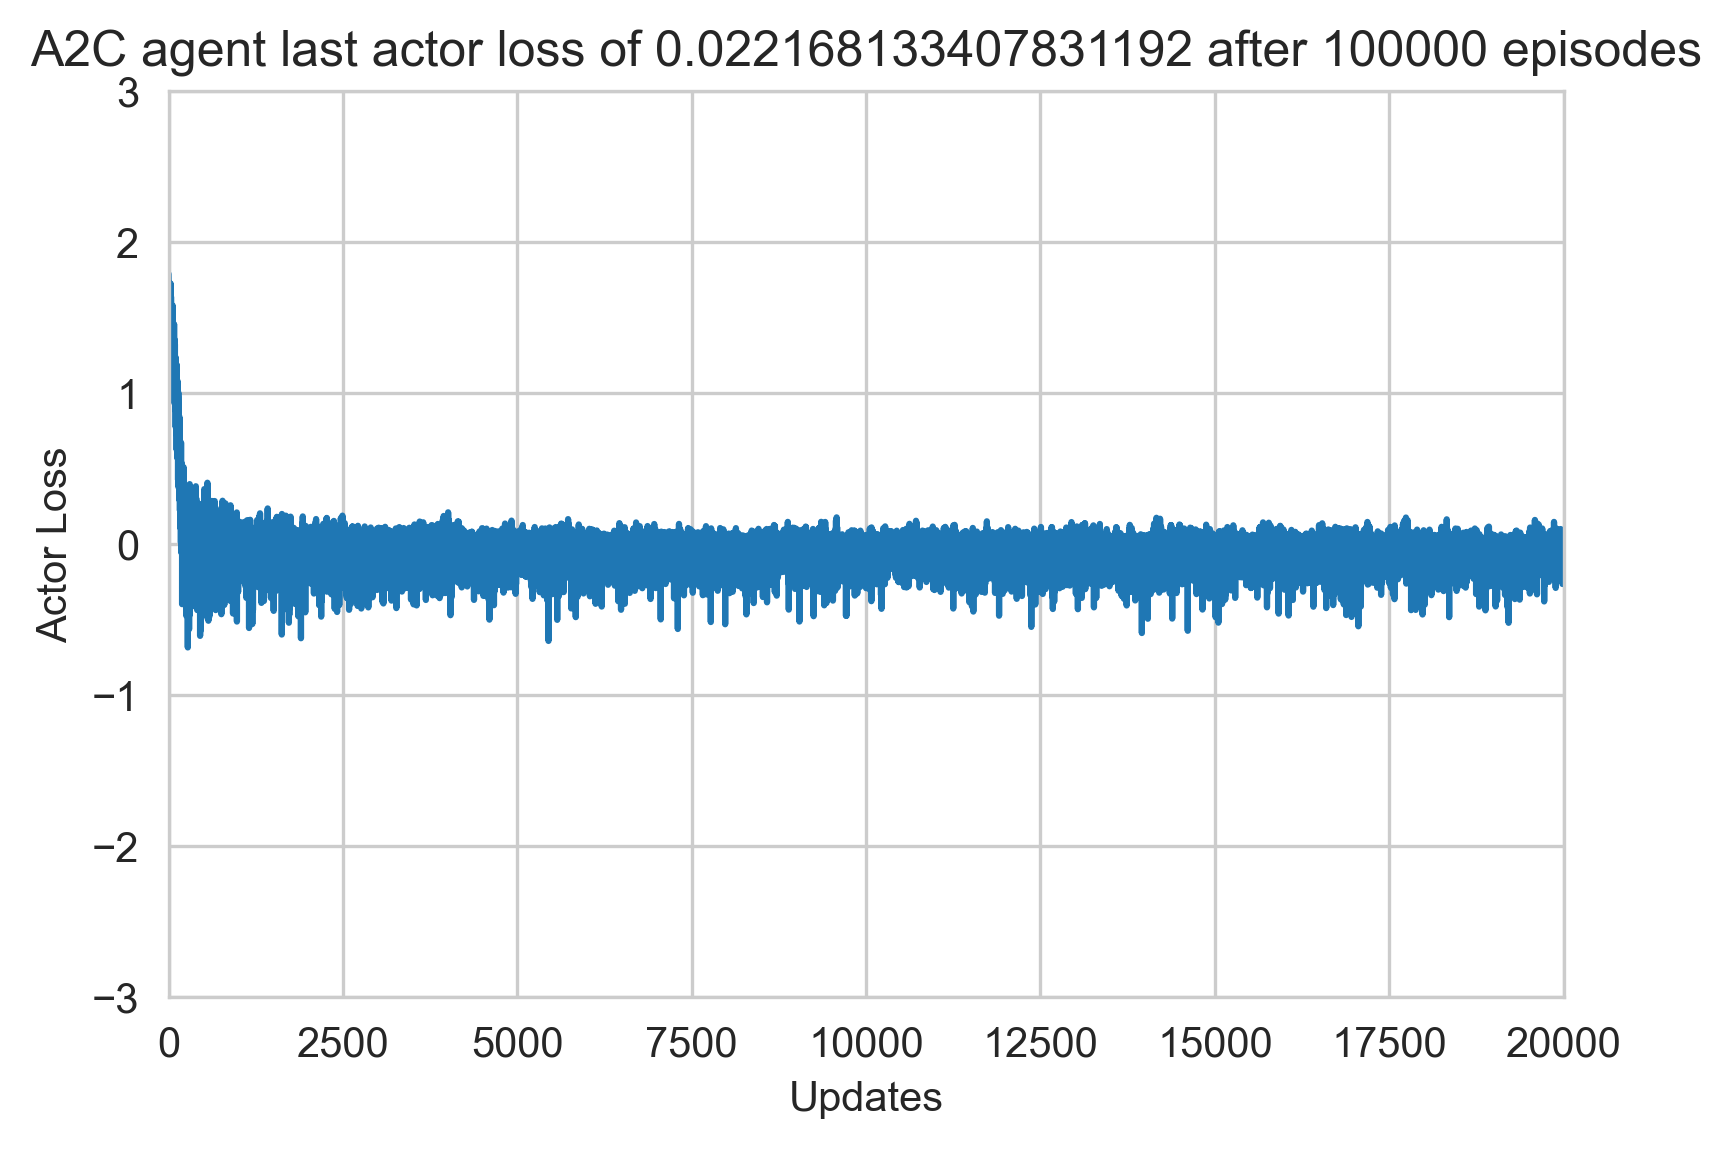 A2C agent last actor loss of 0.022168133407831192 after 100000 episodes
3
2
1
0
−1
−2
−3
Actor Loss
0 2500 5000 7500 10000 12500 15000 17500 20000
Updates